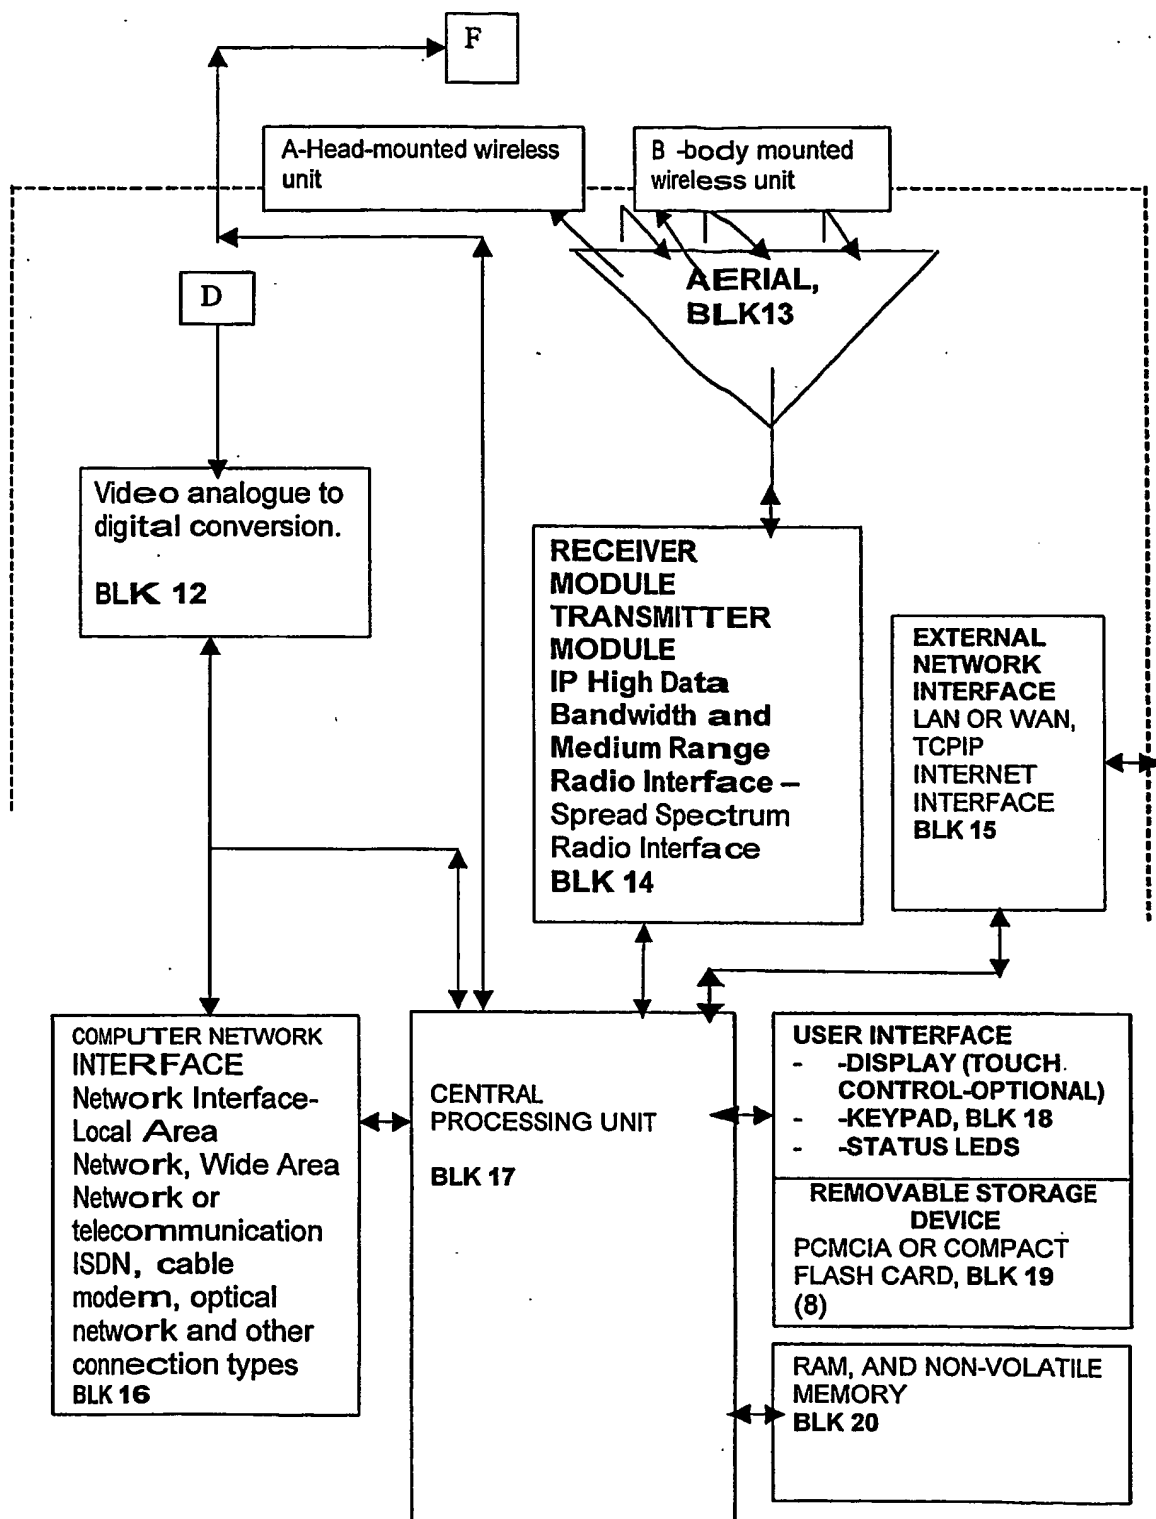 F
A-Head-mounted wireless
unit
B -body mounted
wireless unit
D
AERIAL,
BLK13
Video analogue to
digital conversion.
BLK 12
RECEIVER
MODULE
TRANSMITTER
MODULE
IP High Data
Bandwidth and
Medium Range
Radio Interface –
Spread Spectrum
Radio Interface
BLK 14
EXTERNAL
NETWORK
INTERFACE
LAN OR WAN,
TCPIP
INTERNET
INTERFACE
BLK 15
COMPUTER NETWORK
INTERFACE
Network Interface-
Local Area
Network, Wide Area
Network or
telecommunication
ISDN, cable
modem, optical
network and other
connection types
BLK 16
CENTRAL
PROCESSING UNIT
BLK 17
USER INTERFACE
- -DISPLAY (TOUCH
CONTROL-OPTIONAL)
- -KEYPAD, BLK 18
- -STATUS LEDS
REMOVABLE STORAGE
DEVICE
PCMCIA OR COMPACT
FLASH CARD, BLK 19
(8)
RAM, AND NON-VOLATILE
MEMORY
BLK 20